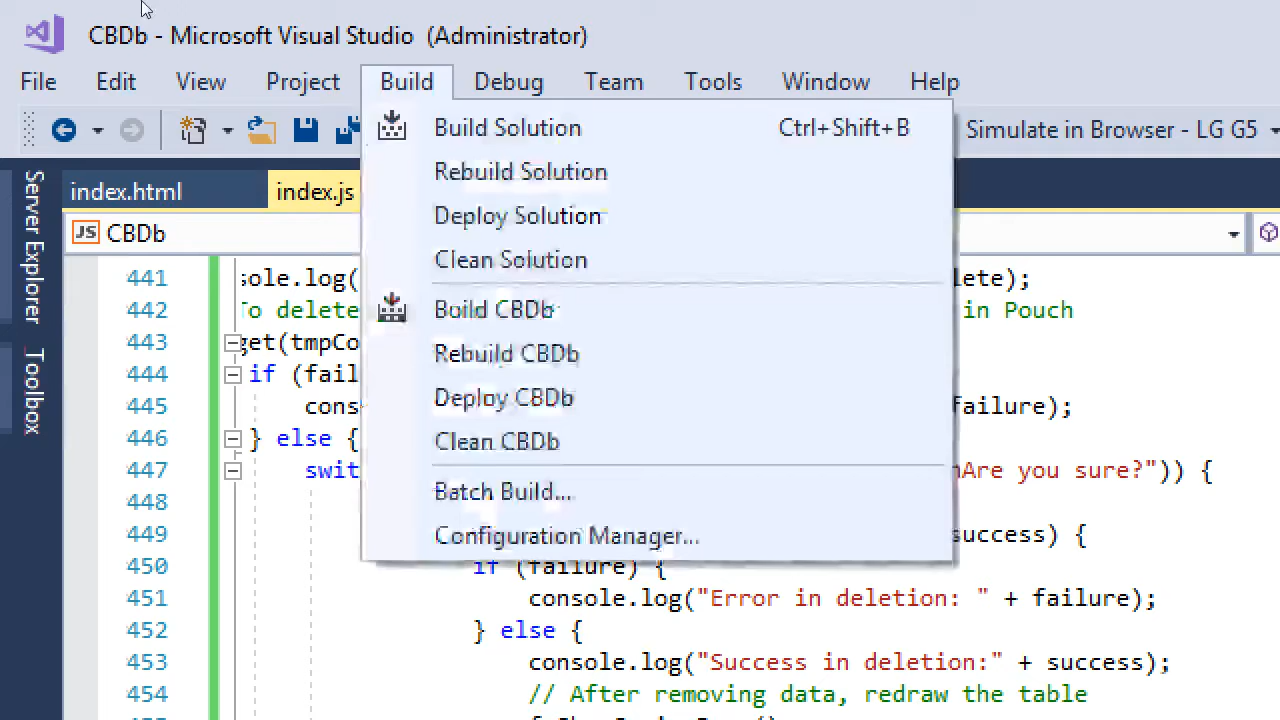 CBDb - Microsoft Visual Studio (Administrator)
File Edit View Project Build Debug Team Tools Window Help
Build Solution Ctrl+Shift+B
Simulate in Browser - LG G5
Rebuild Solution
Deploy Solution
Clean Solution
Build CBDb
Rebuild CBDb
Deploy CBDb
Clean CBDb
Batch Build...
Configuration Manager...
Server Explorer
Toolbox
index.html index.js
JS CBDb
441 sole.log( lete);
442 To delete in Pouch
443 get(tmpCo
444 if (fail
445 cons failure);
446 } else {
447 swit Are you sure?")) {
448
449 success) {
450 if (failure) {
451 console.log("Error in deletion: " + failure);
452 } else {
453 console.log("Success in deletion:" + success);
454 // After removing data, redraw the table